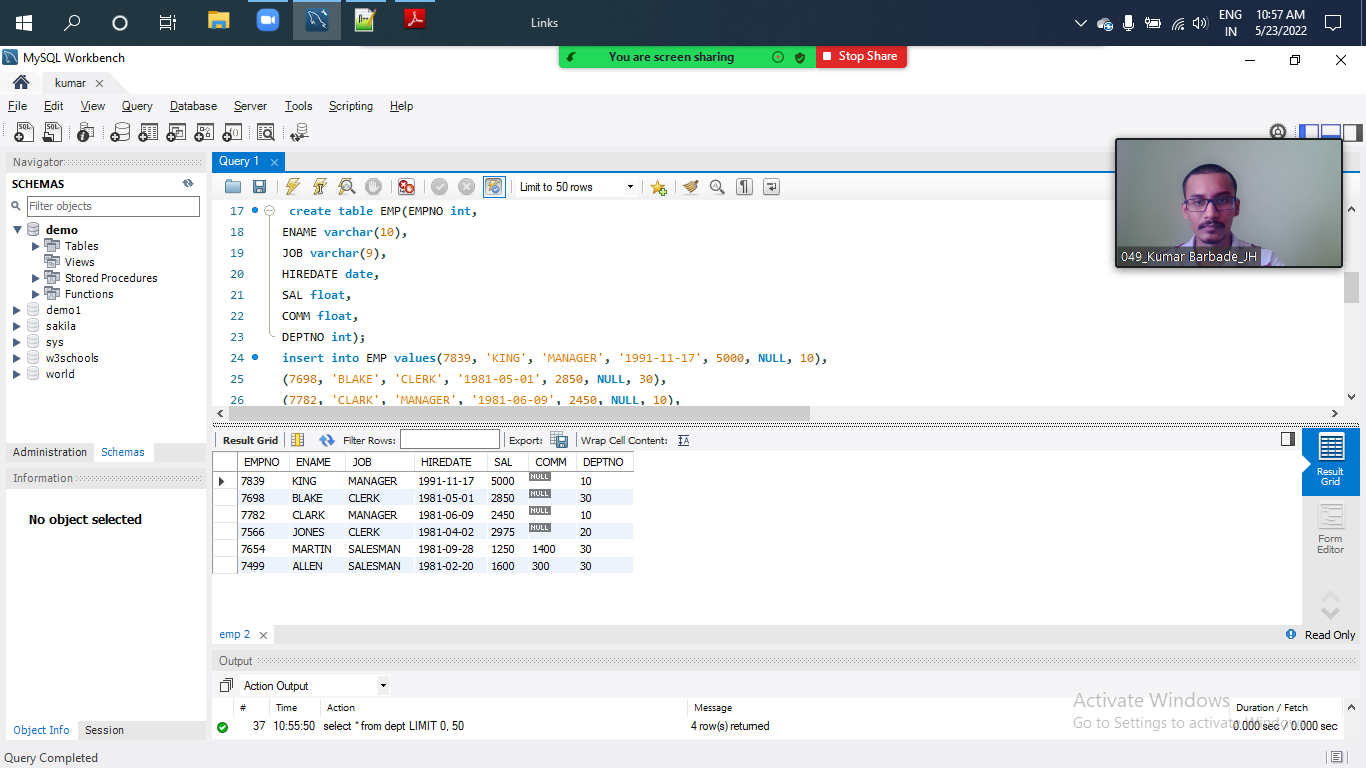 Links
ENG
IN
10:57 AM
5/23/2022
MySQL Workbench
You are screen sharing
Stop Share
kumar
File Edit View Query Database Server Tools Scripting Help
Navigator
SCHEMAS
Filter objects
demo
Tables
Views
Stored Procedures
Functions
demo1
sakila
sys
w3schools
world
Administration Schemas
Information
No object selected
Object Info Session
Query 1
Limit to 50 rows
17 create table EMP(EMPNO int,
18 ENAME varchar(10),
19 JOB varchar(9),
20 HIREDATE date,
21 SAL float,
22 COMM float,
23 DEPTNO int);
24 insert into EMP values(7839, 'KING', 'MANAGER', '1991-11-17', 5000, NULL, 10),
25 (7698, 'BLAKE', 'CLERK', '1981-05-01', 2850, NULL, 30),
26 (7782, 'CLARK', 'MANAGER', '1981-06-09', 2450, NULL, 10),
049_Kumar Barbade_JH
Result Grid Filter Rows: Export: Wrap Cell Content:
EMPNO ENAME JOB HIREDATE SAL COMM DEPTNO
7839 KING MANAGER 1991-11-17 5000 NULL 10
7698 BLAKE CLERK 1981-05-01 2850 NULL 30
7782 CLARK MANAGER 1981-06-09 2450 NULL 10
7566 JONES CLERK 1981-04-02 2975 NULL 20
7654 MARTIN SALESMAN 1981-09-28 1250 1400 30
7499 ALLEN SALESMAN 1981-02-20 1600 300 30
Result
Grid
Form
Editor
emp 2
Read Only
Output
Action Output
# Time Action Message Duration / Fetch
37 10:55:50 select * from dept LIMIT 0, 50 4 row(s) returned 0.000 sec / 0.000 sec
Activate Windows
Go to Settings to activate Windows.
Query Completed